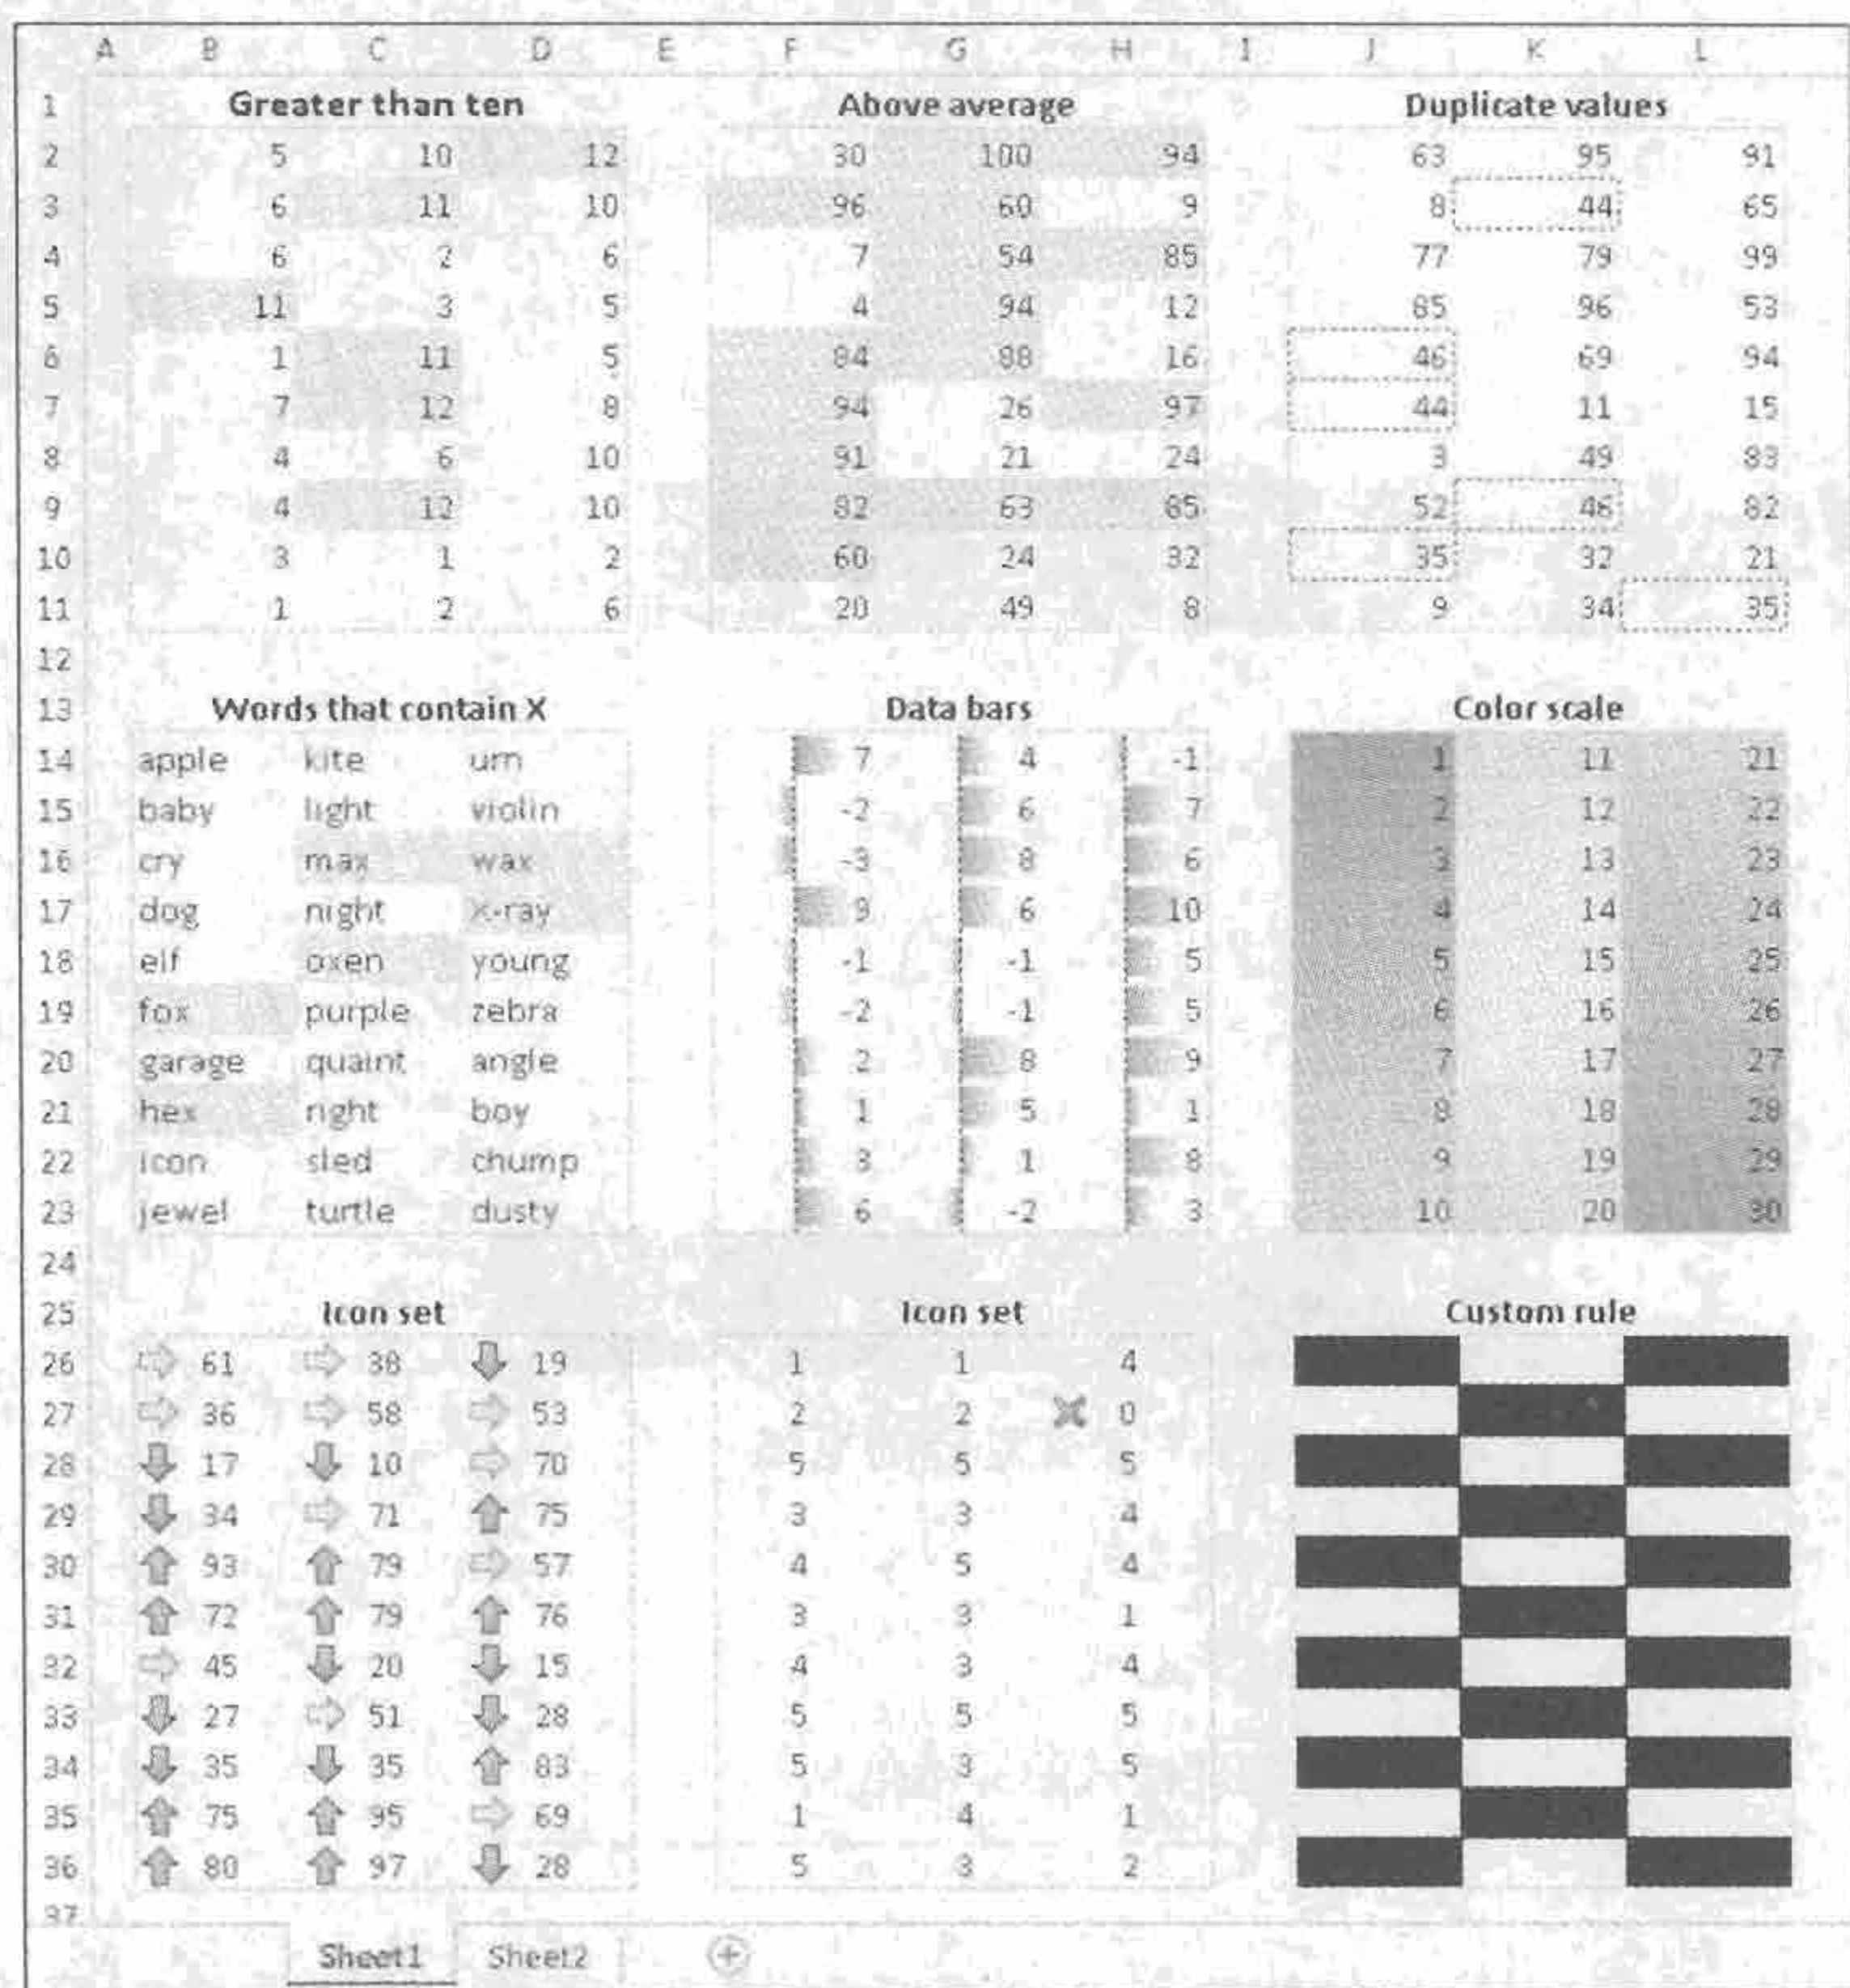 A B C D E F G H I J K L
1 Greater than ten Above average Duplicate values
2 5 10 12 30 100 94 63 95 91
3 6 11 10 96 60 9 8 44 65
4 6 2 6 7 54 85 77 79 99
5 11 3 5 4 94 12 85 96 53
6 1 11 5 84 88 16 46 69 94
7 7 12 8 94 26 97 44 11 15
8 4 6 10 91 21 24 3 49 83
9 4 12 10 82 63 85 52 46 82
10 3 1 2 60 24 32 35 32 21
11 1 2 6 20 49 8 9 34 35
12
13 Words that contain X Data bars Color scale
14 apple kite urn 7 4 -1 1 11 21
15 baby light violin -2 6 7 2 12 22
16 cry max wax -3 8 6 3 13 23
17 dog night x-ray 9 6 10 4 14 24
18 elf oxen young -1 -1 5 5 15 25
19 fox purple zebra -2 -1 5 6 16 26
20 garage quaint angle 2 8 9 7 17 27
21 hex right boy 1 5 1 8 18 28
22 icon sled chump 3 1 8 9 19 29
23 jewel turtle dusty 6 -2 3 10 20 30
24
25 Icon set Icon set Custom rule
26 61 38 19 1 1 4
27 36 58 53 2 2 0
28 17 10 70 5 5 5
29 34 71 75 3 3 4
30 93 79 57 4 5 4
31 72 79 76 3 3 1
32 45 20 15 4 3 4
33 27 51 28 5 5 5
34 35 35 83 5 3 5
35 75 95 69 1 4 1
36 80 97 28 5 3 2
37
Sheet1 Sheet2